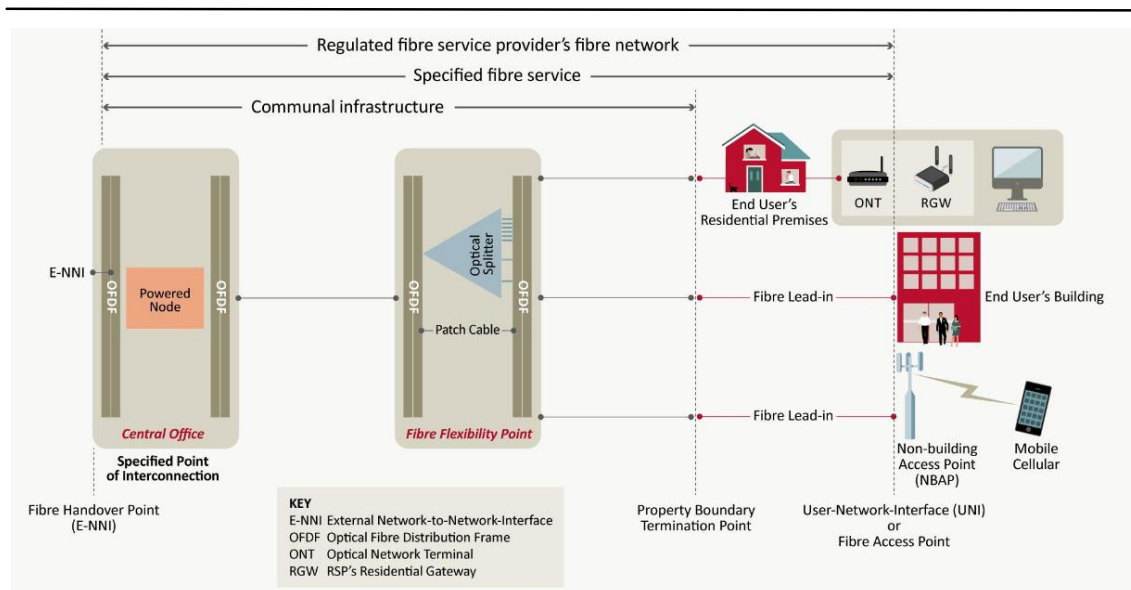 Regulated fibre service provider's fibre network
Specified fibre service
Communal infrastructure
End User's
Residential Premises
ONT
RGW
E-NNI
OFDF
Powered
Node
OFDF
OFDF
Optical
Splitter
OFDF
Patch Cable
Fibre Lead-in
End User's Building
Fibre Lead-in
Central Office
Fibre Flexibility Point
Specified Point
of Interconnection
Non-building
Access Point
(NBAP)
Mobile
Cellular
Fibre Handover Point
(E-NNI)
Property Boundary
Termination Point
User-Network-Interface (UNI)
or
Fibre Access Point
KEY
E-NNI External Network-to-Network-Interface
OFDF Optical Fibre Distribution Frame
ONT Optical Network Terminal
RGW RSP's Residential Gateway